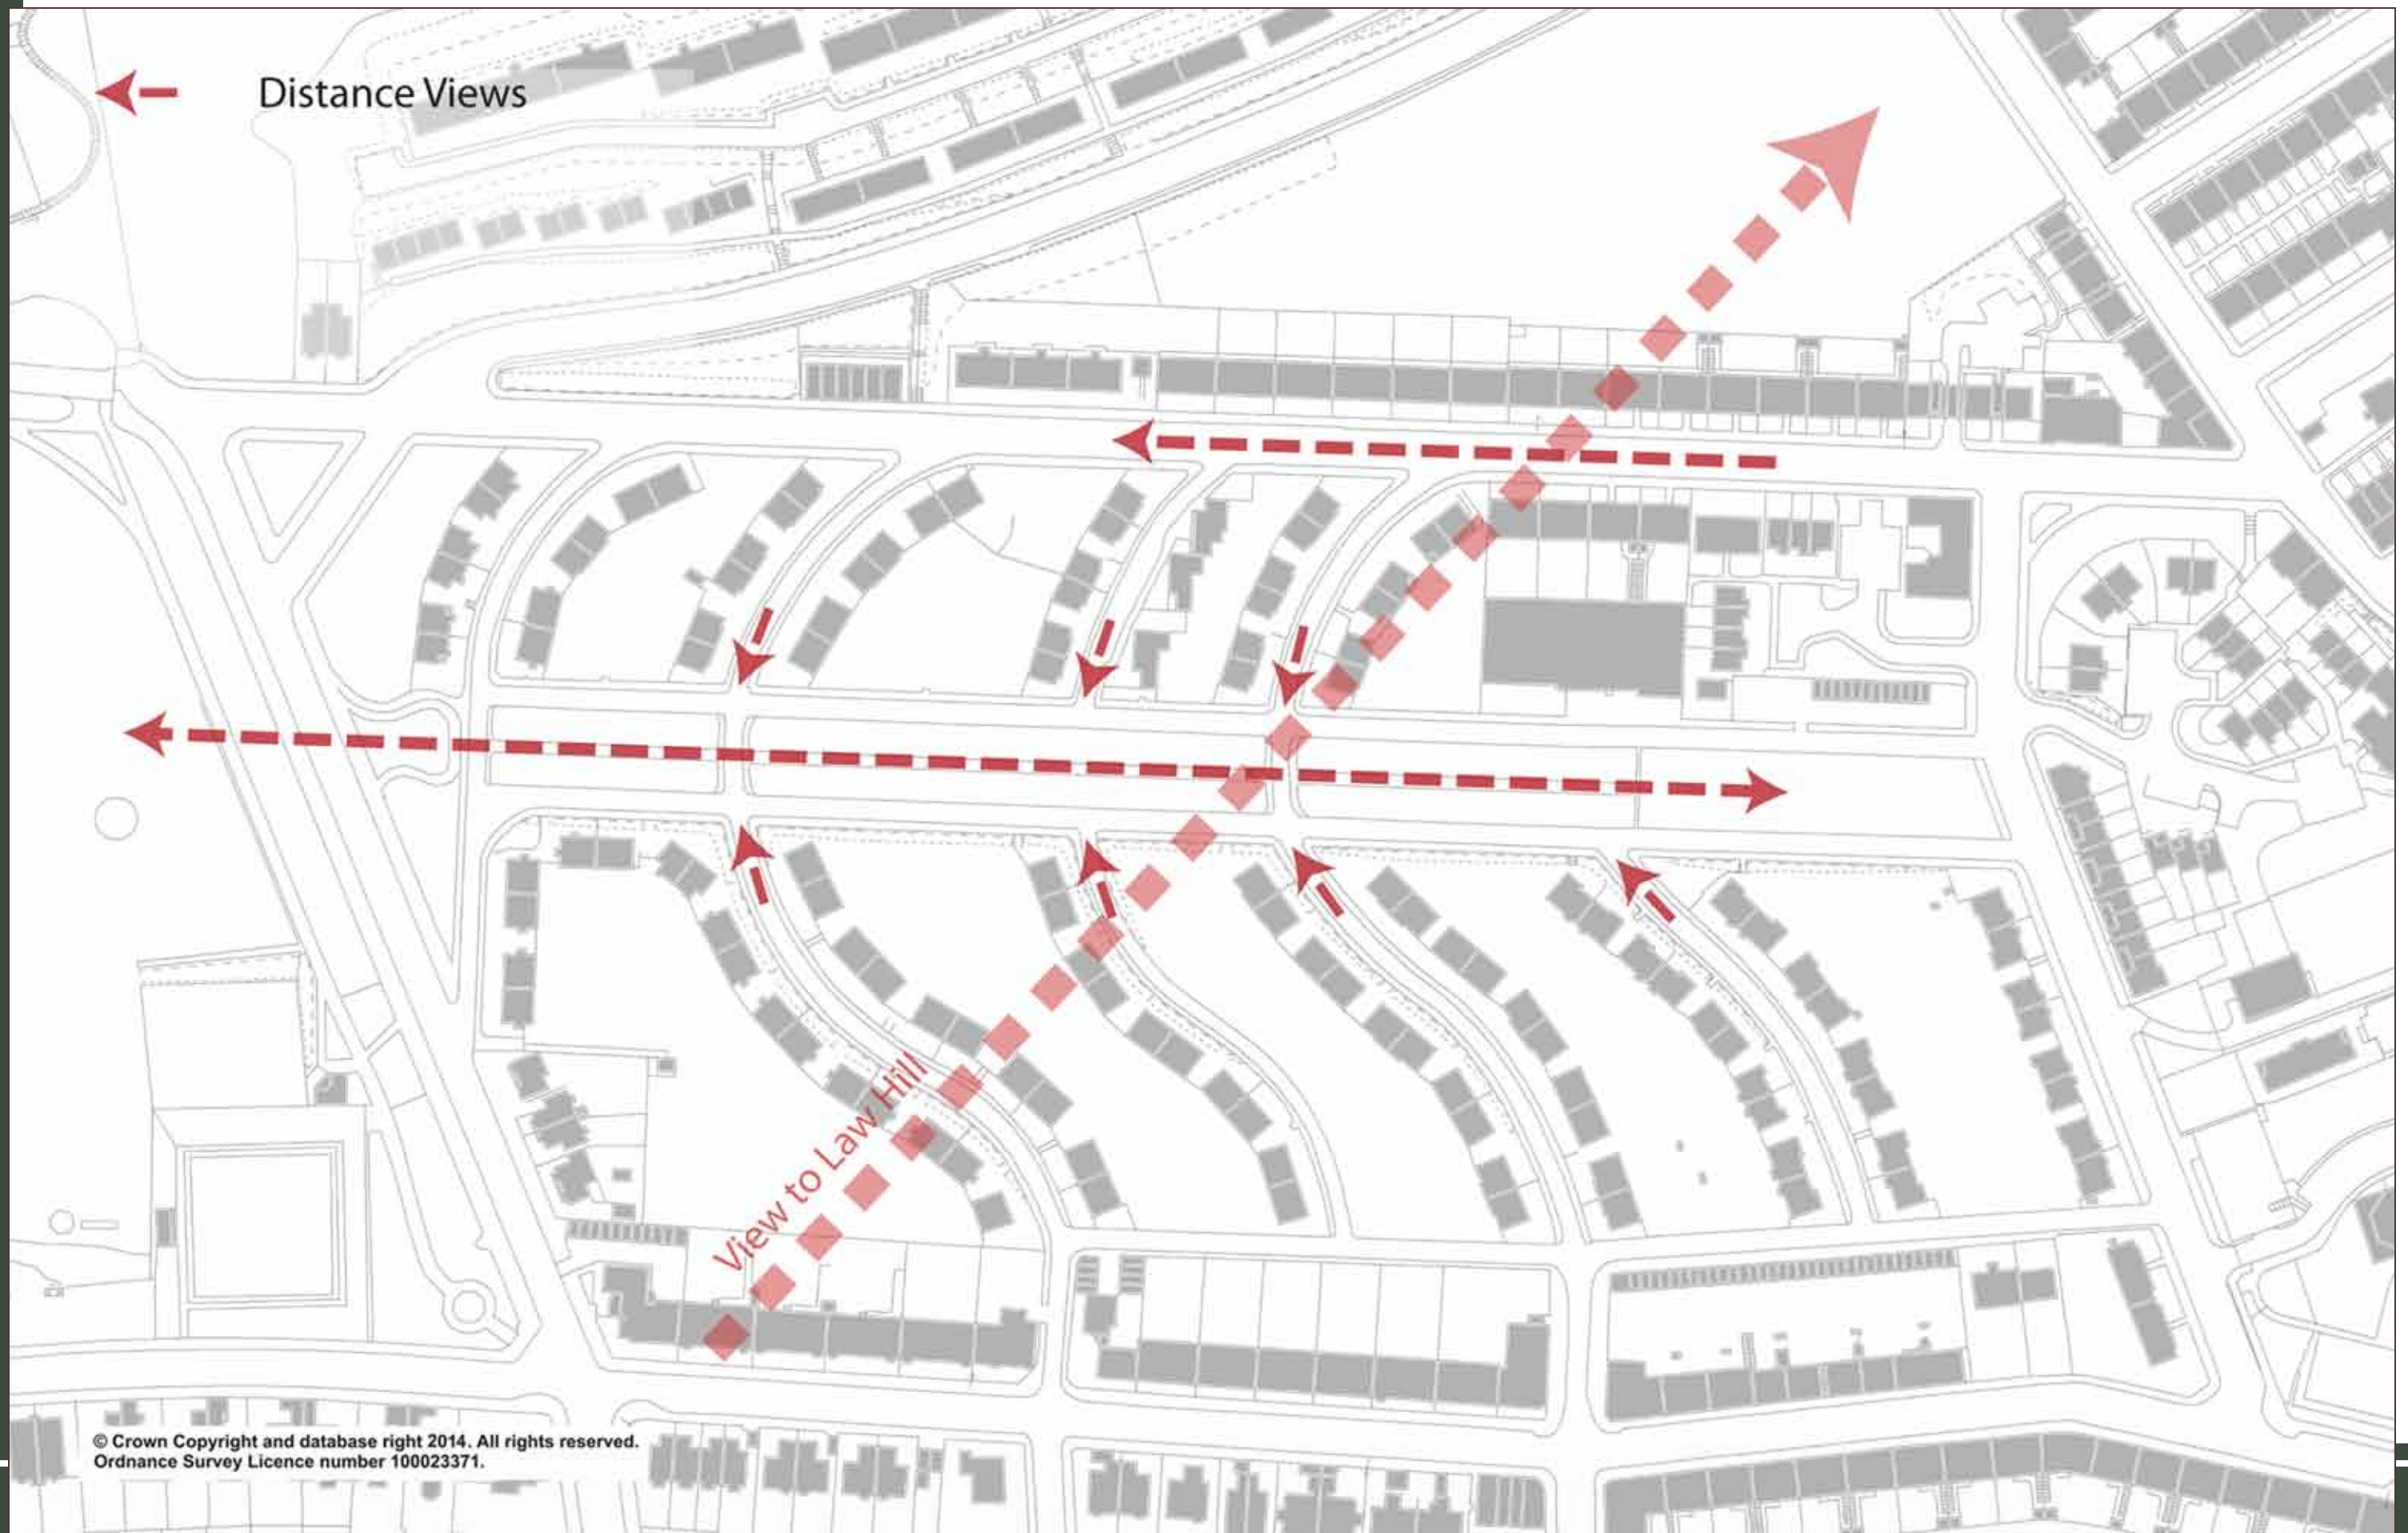 Distance Views
View to Law Hill
© Crown Copyright and database right 2014. All rights reserved.
Ordnance Survey Licence number 100023371.